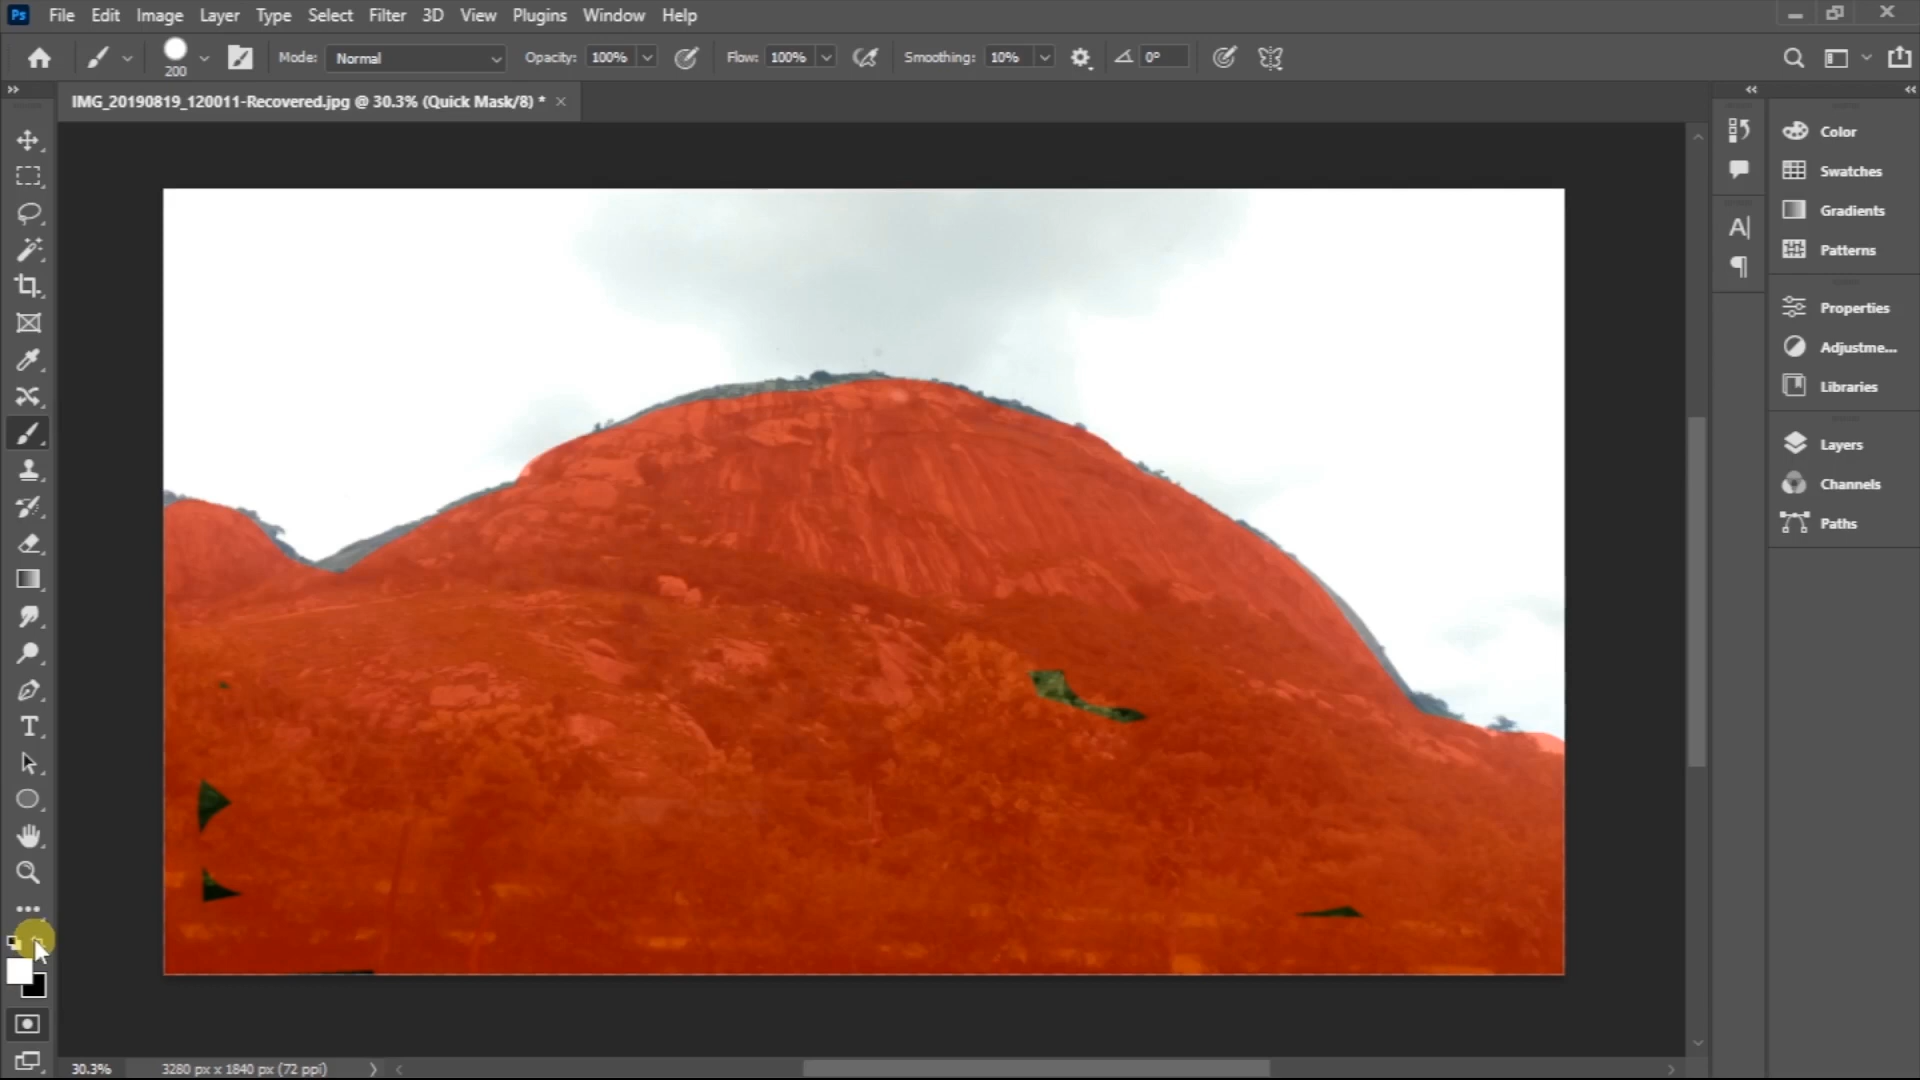 Ps File Edit Image Layer Type Select Filter 3D View Plugins Window Help
200 Mode: Normal Opacity: 100% Flow: 100% Smoothing: 10% 0°
IMG_20190819_120011-Recovered.jpg @ 30.3% (Quick Mask/8) * ×
Color
Swatches
Gradients
Patterns
Properties
Adjustme...
Libraries
Layers
Channels
Paths
30.3% 3280 px x 1840 px (72 ppi)